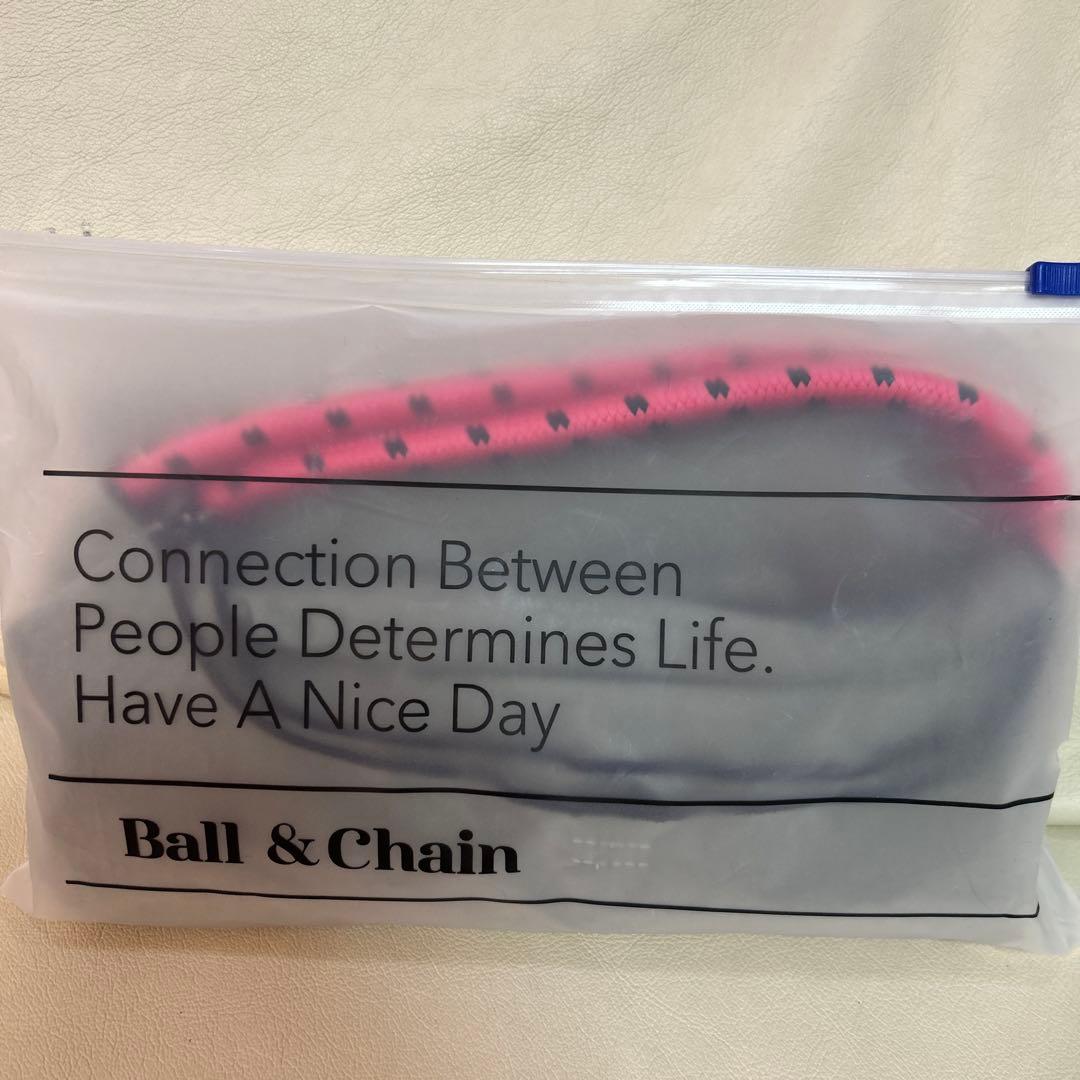 Connection Between
People Determines Life.
Have A Nice Day
Ball & Chain